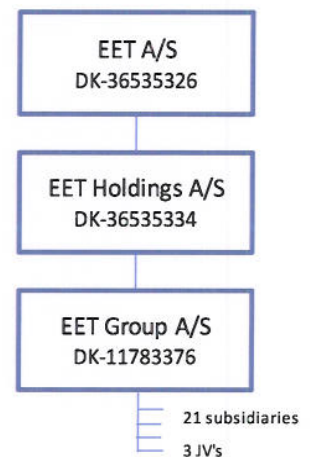 EET A/S
DK-36535326
EET Holdings A/S
DK-36535334
EET Group A/S
DK-11783376
21 subsidiaries
3 JV's